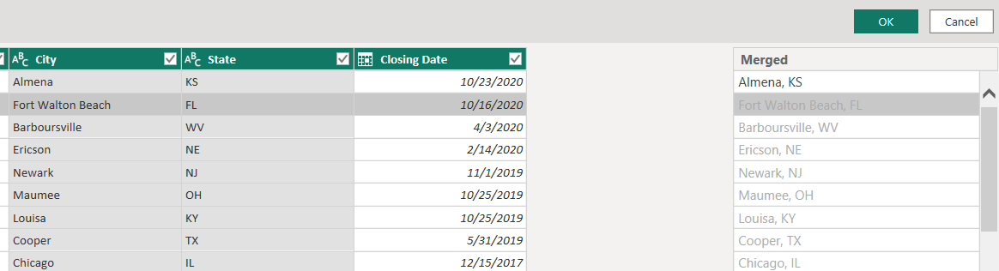 OK Cancel
ABC City ABC State Closing Date Merged
Almena KS 10/23/2020 Almena, KS
Fort Walton Beach FL 10/16/2020 Fort Walton Beach, FL
Barboursville WV 4/3/2020 Barboursville, WV
Ericson NE 2/14/2020 Ericson, NE
Newark NJ 11/1/2019 Newark, NJ
Maumee OH 10/25/2019 Maumee, OH
Louisa KY 10/25/2019 Louisa, KY
Cooper TX 5/31/2019 Cooper, TX
Chicago IL 12/15/2017 Chicago, IL